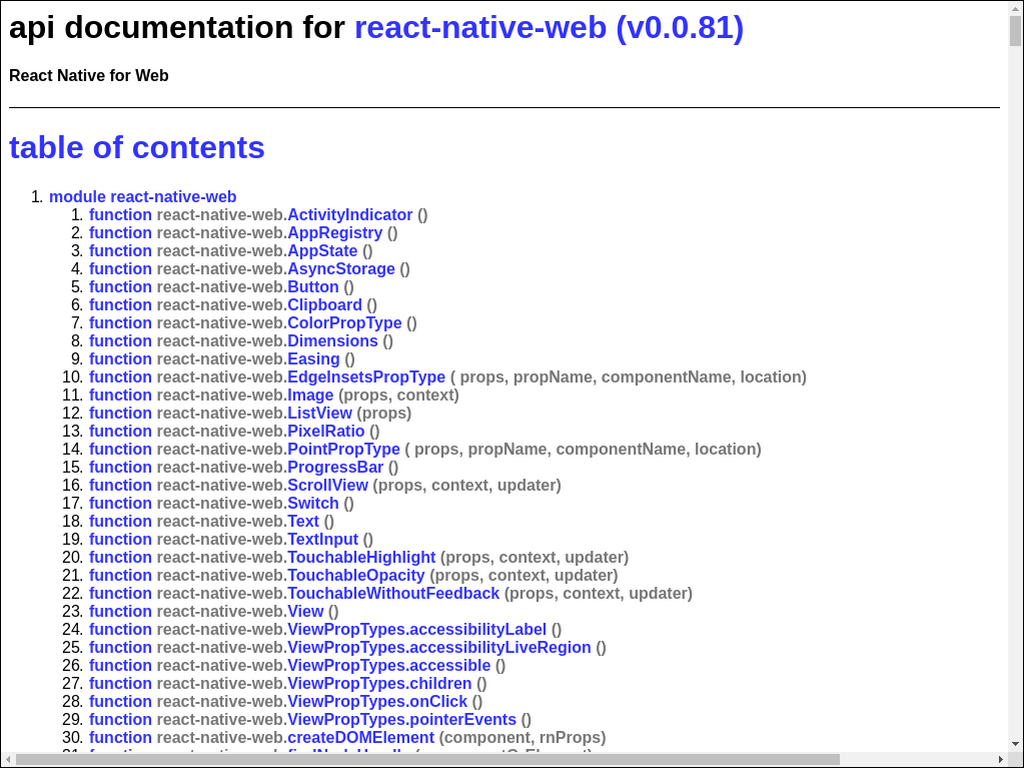 api documentation for react-native-web (v0.0.81)
React Native for Web
table of contents
1. module react-native-web
1. function react-native-web.ActivityIndicator ()
2. function react-native-web.AppRegistry ()
3. function react-native-web.AppState ()
4. function react-native-web.AsyncStorage ()
5. function react-native-web.Button ()
6. function react-native-web.Clipboard ()
7. function react-native-web.ColorPropType ()
8. function react-native-web.Dimensions ()
9. function react-native-web.Easing ()
10. function react-native-web.EdgeInsetsPropType ( props, propName, componentName, location)
11. function react-native-web.Image (props, context)
12. function react-native-web.ListView (props)
13. function react-native-web.PixelRatio ()
14. function react-native-web.PointPropType ( props, propName, componentName, location)
15. function react-native-web.ProgressBar ()
16. function react-native-web.ScrollView (props, context, updater)
17. function react-native-web.Switch ()
18. function react-native-web.Text ()
19. function react-native-web.TextInput ()
20. function react-native-web.TouchableHighlight (props, context, updater)
21. function react-native-web.TouchableOpacity (props, context, updater)
22. function react-native-web.TouchableWithoutFeedback (props, context, updater)
23. function react-native-web.View ()
24. function react-native-web.ViewPropTypes.accessibilityLabel ()
25. function react-native-web.ViewPropTypes.accessibilityLiveRegion ()
26. function react-native-web.ViewPropTypes.accessible ()
27. function react-native-web.ViewPropTypes.children ()
28. function react-native-web.ViewPropTypes.onClick ()
29. function react-native-web.ViewPropTypes.pointerEvents ()
30. function react-native-web.createDOMElement (component, rnProps)